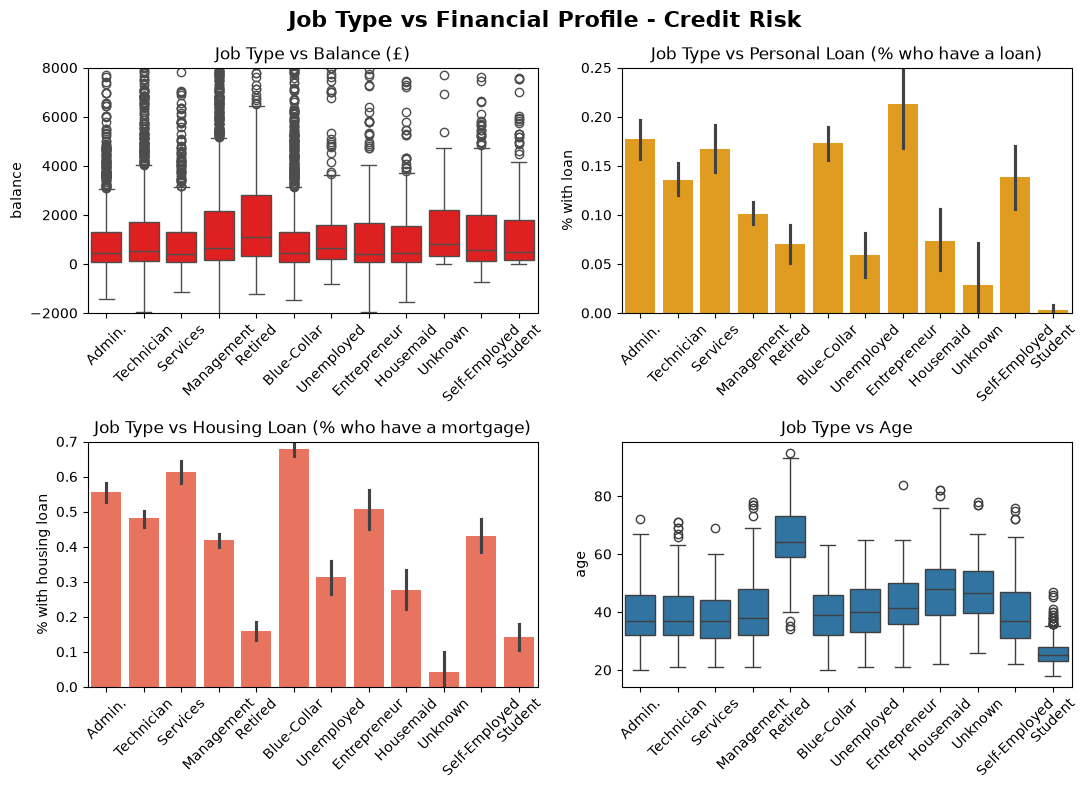 Job Type vs Financial Profile - Credit Risk
Job Type vs Balance (£)
balance
8000
6000
4000
2000
0
−2000
Admin.
Technician
Services
Management
Retired
Blue-Collar
Unemployed
Entrepreneur
Housemaid
Unknown
Self-Employed
Student
Job Type vs Personal Loan (% who have a loan)
% with loan
0.25
0.20
0.15
0.10
0.05
0.00
Admin.
Technician
Services
Management
Retired
Blue-Collar
Unemployed
Entrepreneur
Housemaid
Unknown
Self-Employed
Student
Job Type vs Housing Loan (% who have a mortgage)
% with housing loan
0.7
0.6
0.5
0.4
0.3
0.2
0.1
0.0
Admin.
Technician
Services
Management
Retired
Blue-Collar
Unemployed
Entrepreneur
Housemaid
Unknown
Self-Employed
Student
Job Type vs Age
age
80
60
40
20
Admin.
Technician
Services
Management
Retired
Blue-Collar
Unemployed
Entrepreneur
Housemaid
Unknown
Self-Employed
Student